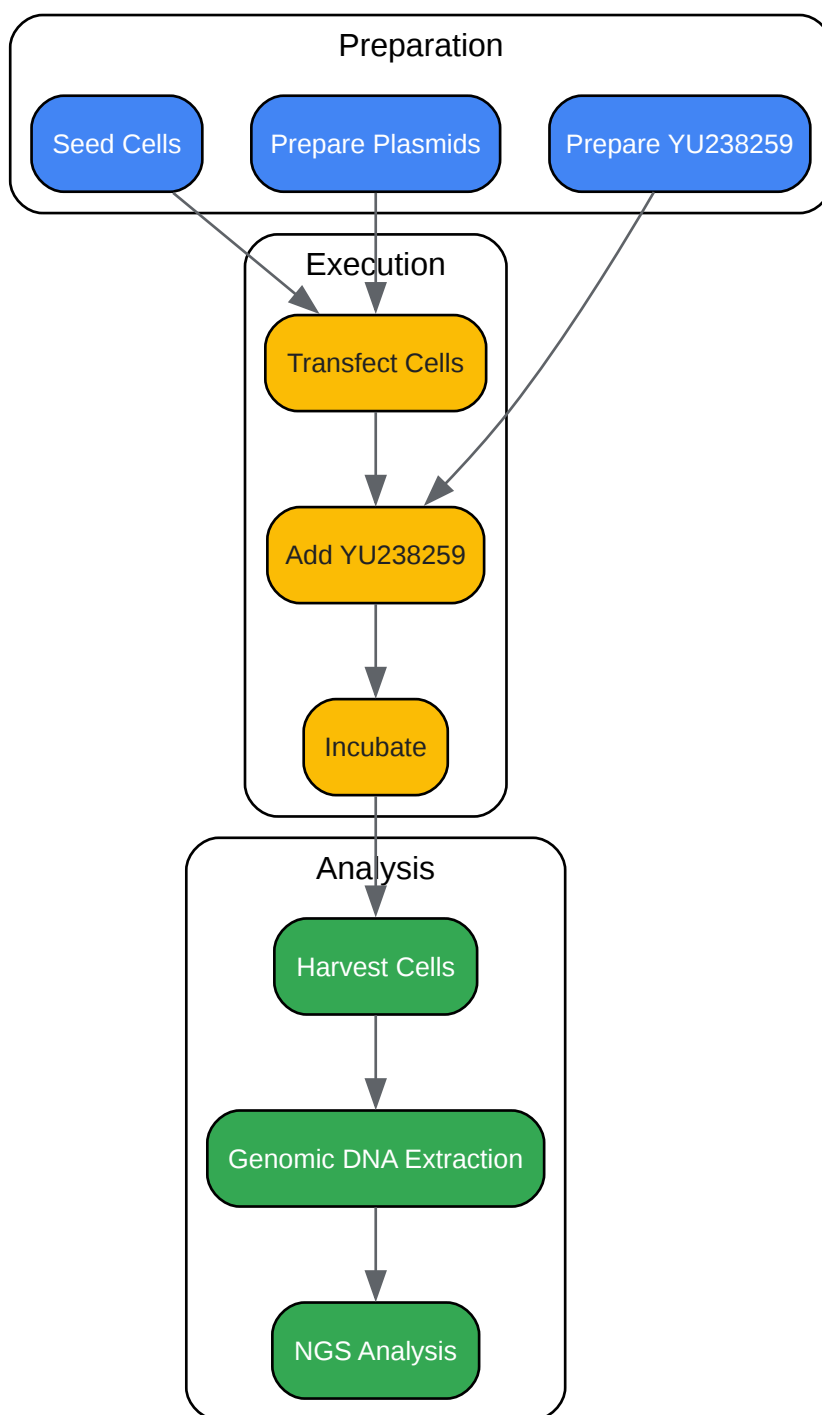 Preparation
Seed Cells
Prepare Plasmids
Prepare YU238259
Execution
Transfect Cells
Add YU238259
Incubate
Analysis
Harvest Cells
Genomic DNA Extraction
NGS Analysis